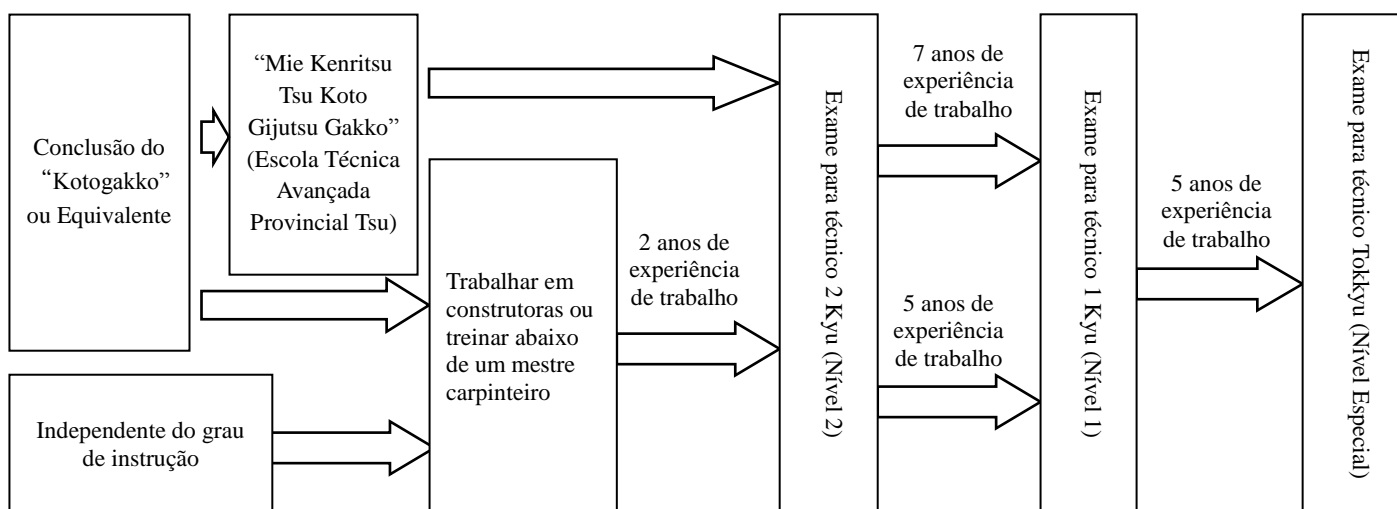 Conclusão do
“Kotogakko”
ou Equivalente
“Mie Kenritsu
Tsu Koto
Gijutsu Gakko”
(Escola Técnica
Avançada
Provincial Tsu)
Independente do grau
de instrução
Trabalhar em
construtoras ou
treinar abaixo
de um mestre
carpinteiro
2 anos de
experiência
de trabalho
Exame para técnico 2 Kyu (Nível 2)
7 anos de
experiência
de trabalho
5 anos de
experiência
de trabalho
Exame para técnico 1 Kyu (Nível 1)
5 anos de
experiência
de trabalho
Exame para técnico Tokkyu (Nível Especial)